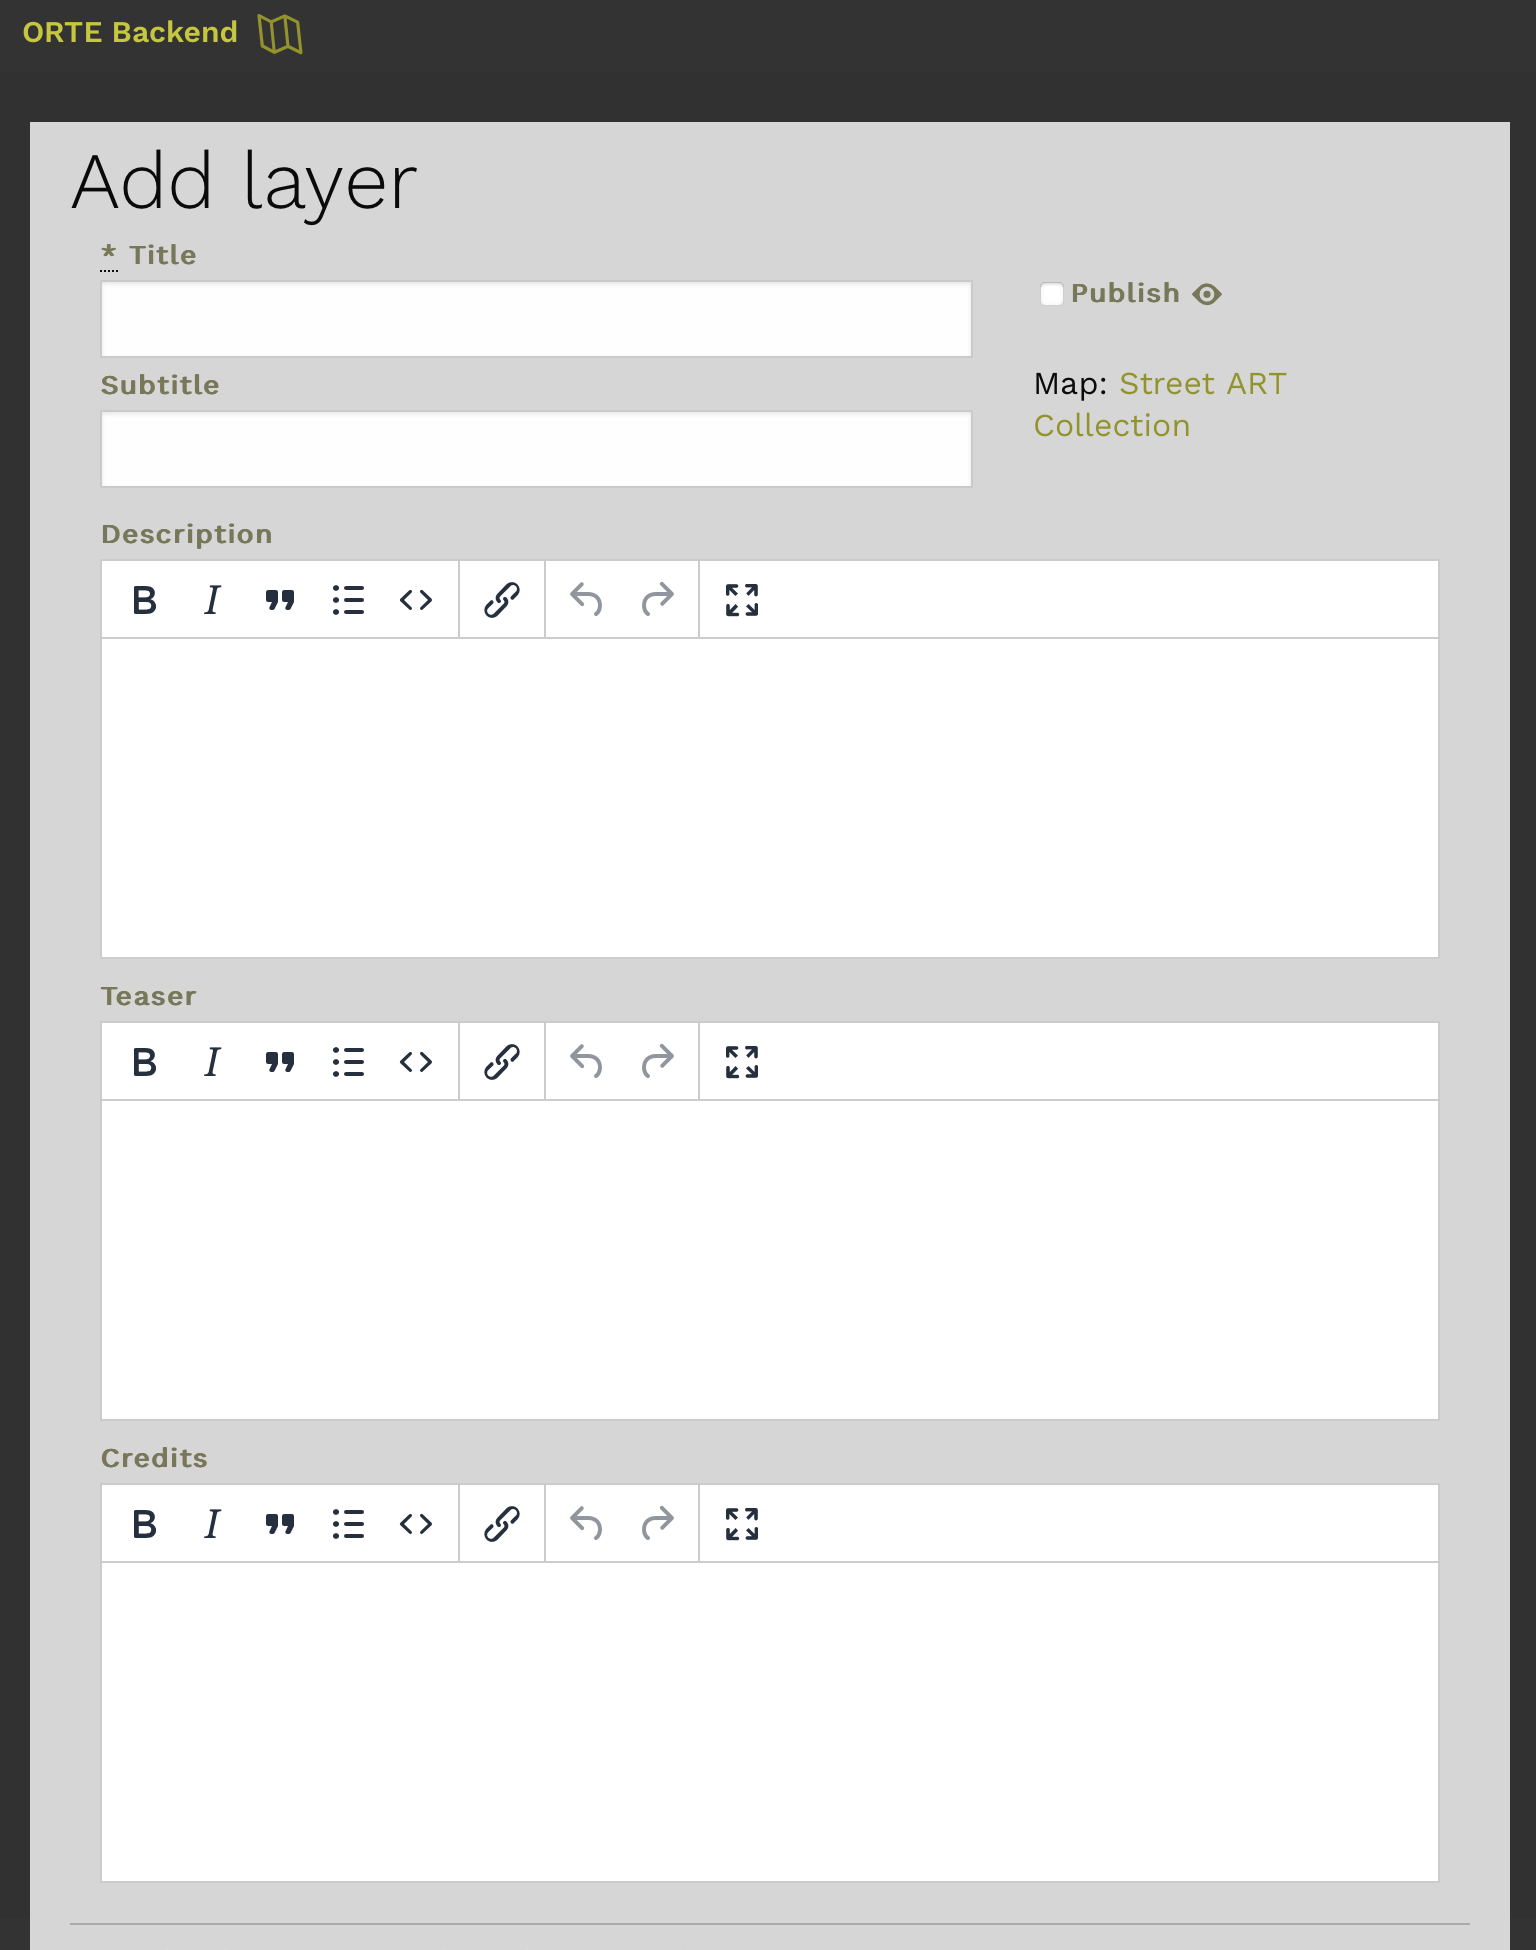 ORTE Backend
Add layer
* Title
Publish
Subtitle
Map: Street ART
Collection
Description
Teaser
Credits